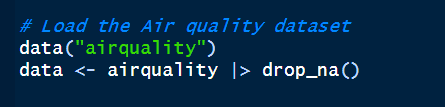 # Load the Air quality dataset
data("airquality")
data <- airquality |> drop_na()